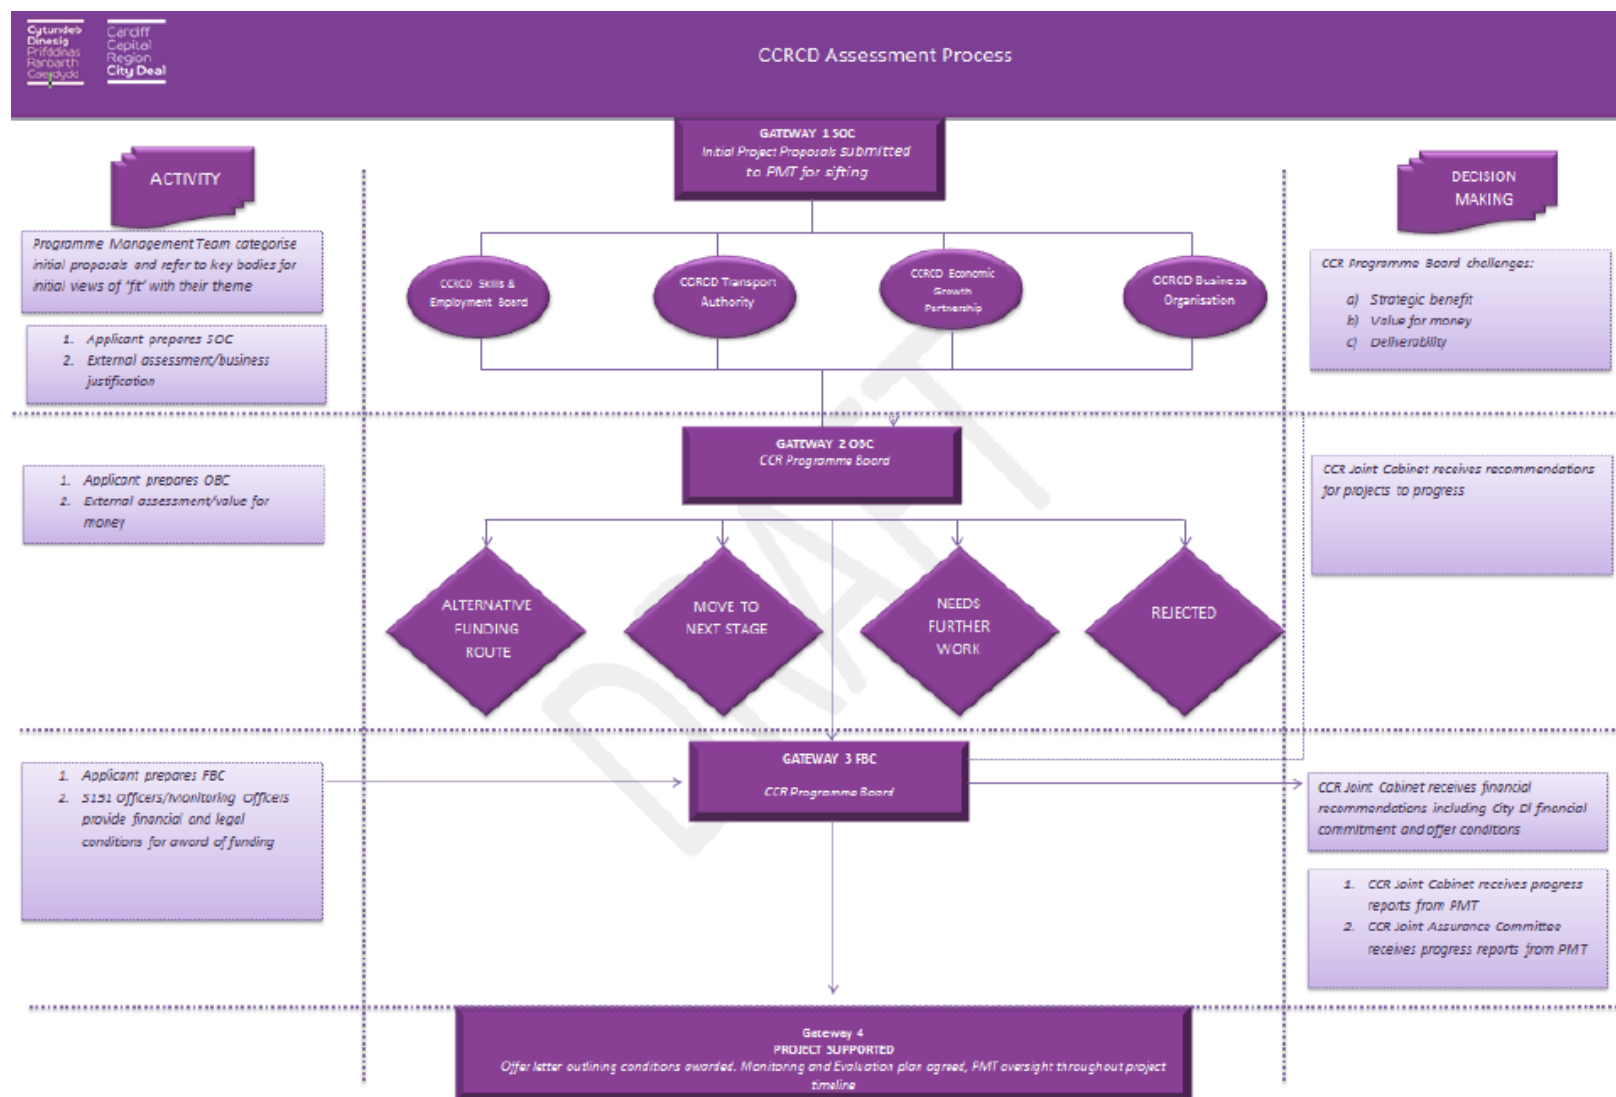 Cytundeb
Dinesig
Prifddinas
Ranbarth
Caerdydd
Cardiff
Capital
Region
City Deal
CCRCD Assessment Process
GATEWAY 1 SOC
Initial Project Proposals submitted
to PMT for sifting
ACTIVITY
DECISION
MAKING
Programme Management Team categorise
initial proposals and refer to key bodies for
initial views of 'fit' with their theme
1. Applicant prepares SOC
2. External assessment/business
justification
CCRCD Skills &
Employment Board
CCRCD Transport
Authority
CCRCD Economic
Growth
Partnership
CCRCD Business
Organisation
CCR Programme Board challenges:
a) Strategic benefit
b) Value for money
c) Deliverability
GATEWAY 2 OBC
CCR Programme Board
1. Applicant prepares OBC
2. External assessment/value for
money
CCR Joint Cabinet receives recommendations
for projects to progress
ALTERNATIVE
FUNDING
ROUTE
MOVE TO
NEXT STAGE
NEEDS
FURTHER
WORK
REJECTED
DRAFT
GATEWAY 3 FBC
CCR Programme Board
1. Applicant prepares FBC
2. S151 Officers/Monitoring Officers
provide financial and legal
conditions for award of funding
CCR Joint Cabinet receives financial
recommendations including City Dl financial
commitment and offer conditions
1. CCR Joint Cabinet receives progress
reports from PMT
2. CCR Joint Assurance Committee
receives progress reports from PMT
Gateway 4
PROJECT SUPPORTED
Offer letter outlining conditions awarded. Monitoring and Evaluation plan agreed, PMT oversight throughout project
timeline